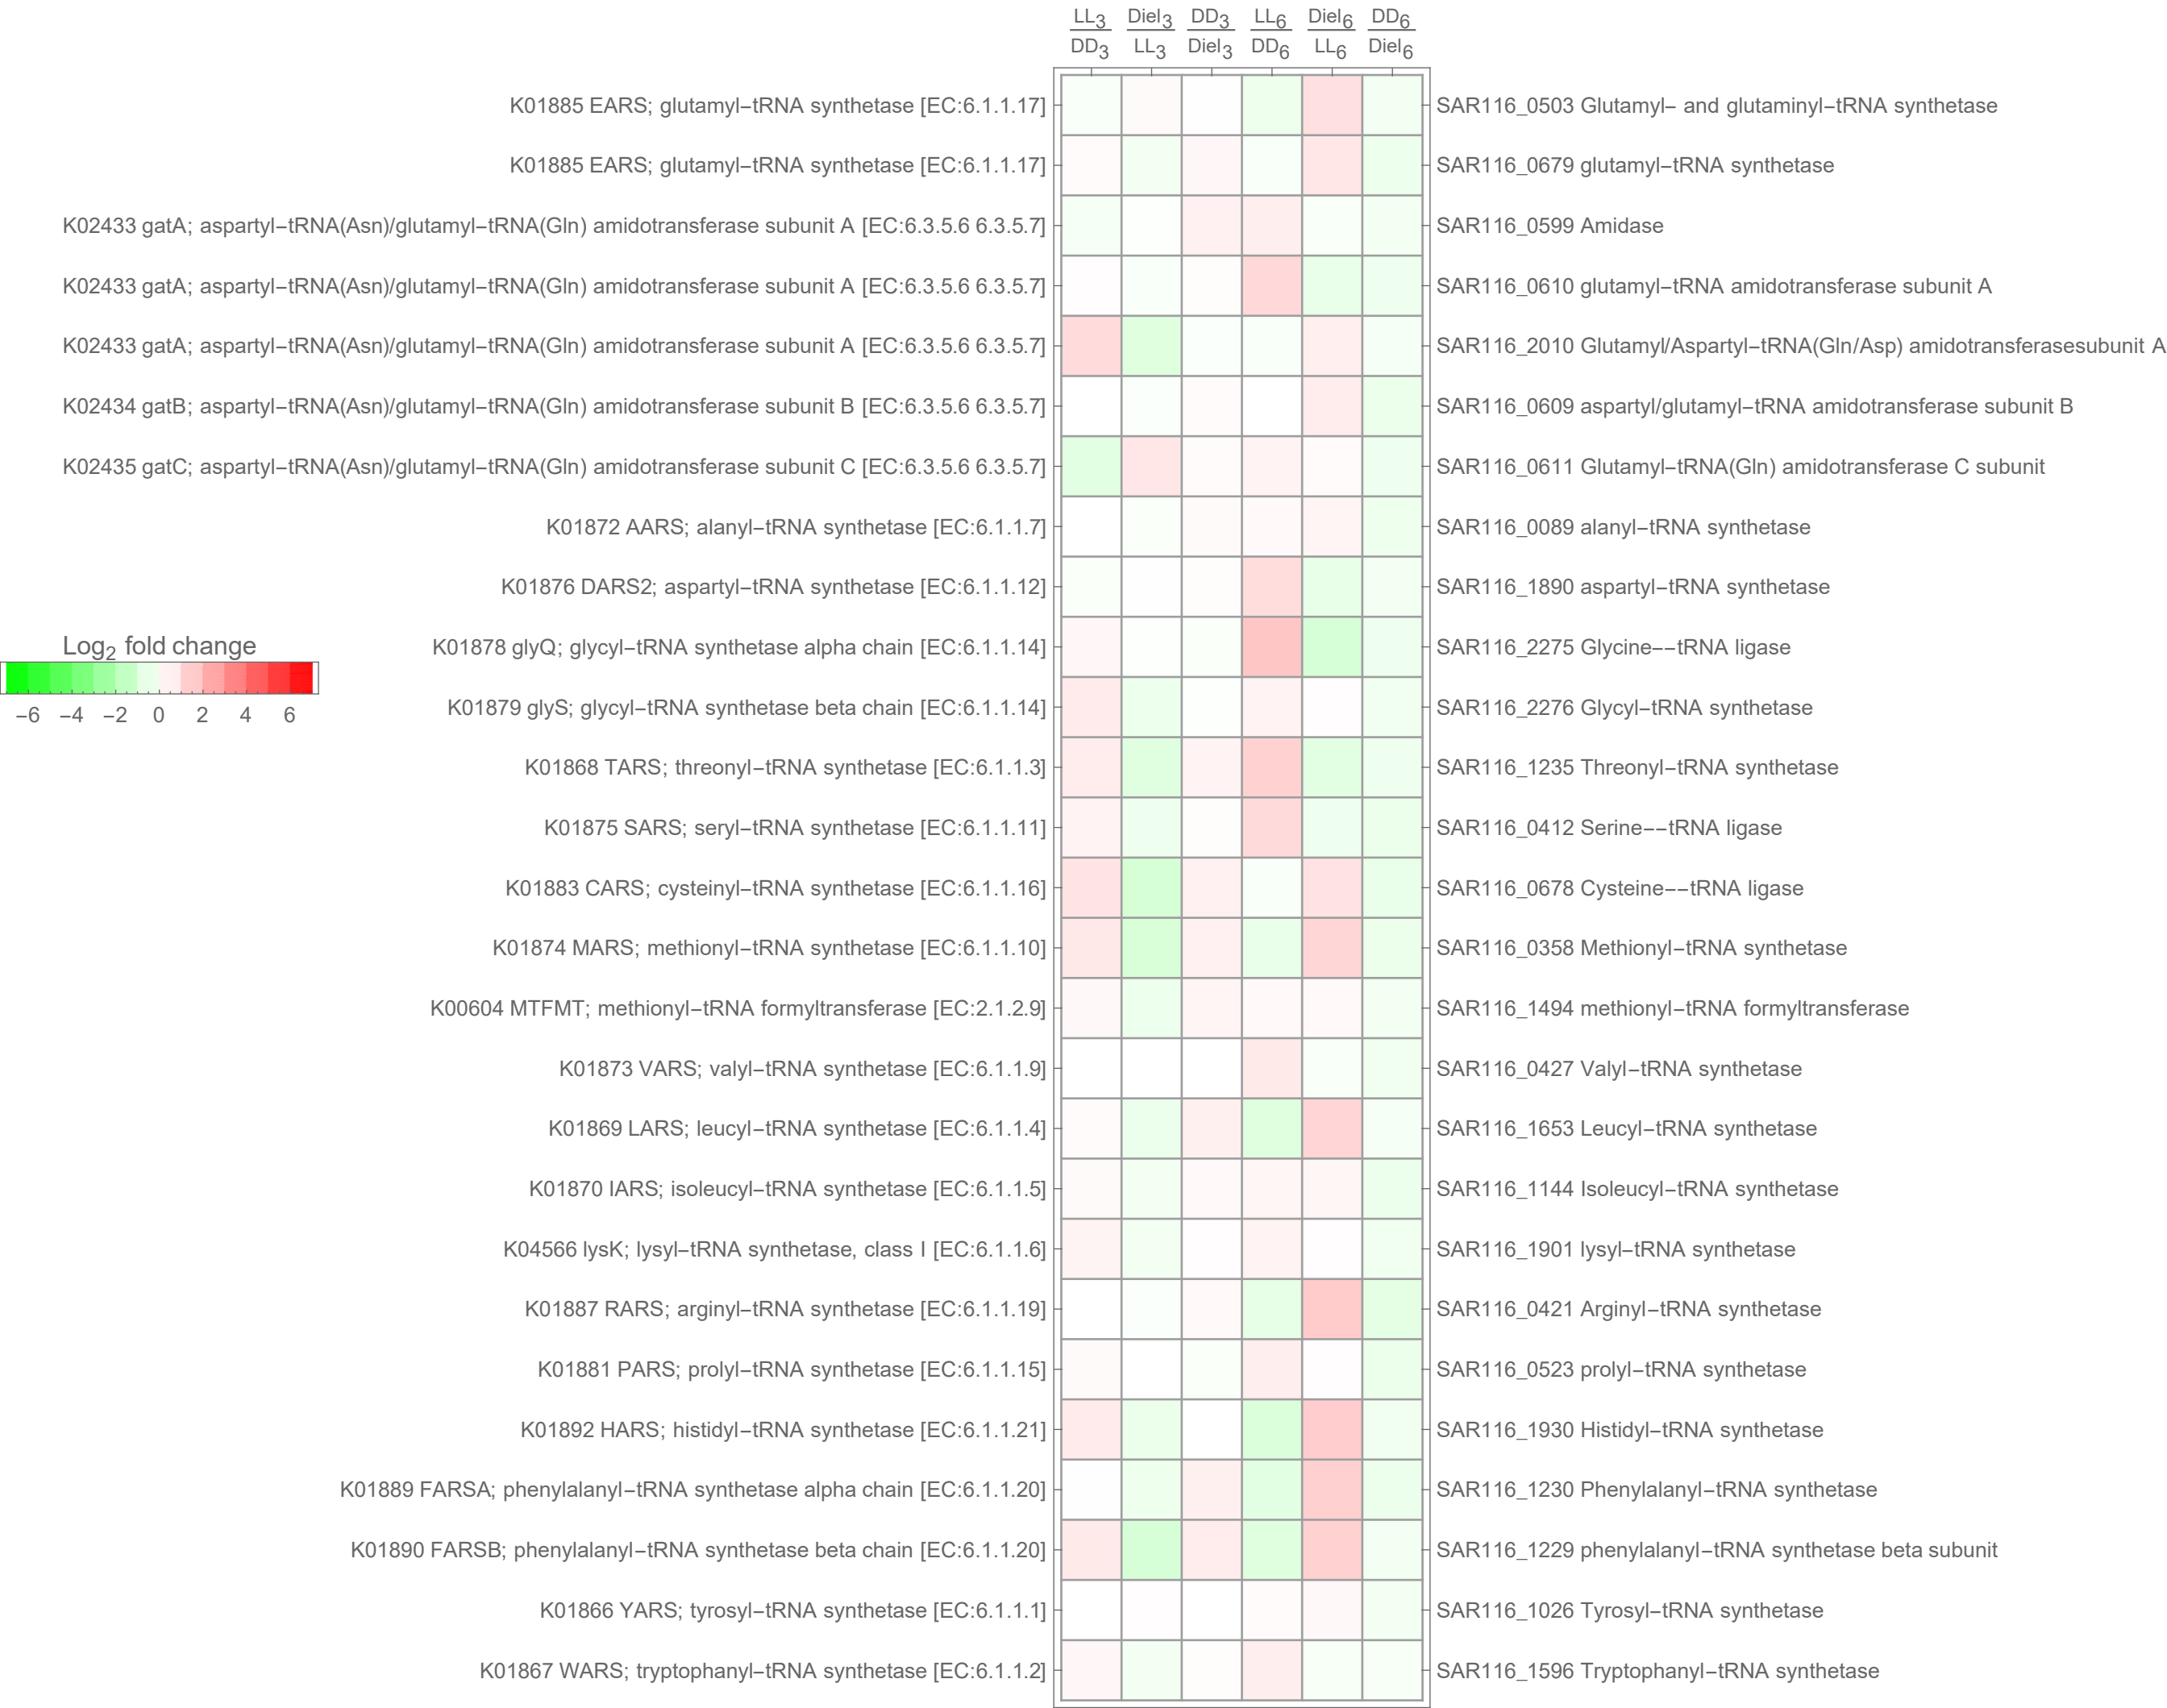 LL3 Diel3 DD3 LL6 Diel6 DD6
DD3 LL3 Diel3 DD6 LL6 Diel6
K01885 EARS; glutamyl–tRNA synthetase [EC:6.1.1.17] SAR116_0503 Glutamyl– and glutaminyl–tRNA synthetase
K01885 EARS; glutamyl–tRNA synthetase [EC:6.1.1.17] SAR116_0679 glutamyl–tRNA synthetase
K02433 gatA; aspartyl–tRNA(Asn)/glutamyl–tRNA(Gln) amidotransferase subunit A [EC:6.3.5.6 6.3.5.7] SAR116_0599 Amidase
K02433 gatA; aspartyl–tRNA(Asn)/glutamyl–tRNA(Gln) amidotransferase subunit A [EC:6.3.5.6 6.3.5.7] SAR116_0610 glutamyl–tRNA amidotransferase subunit A
K02433 gatA; aspartyl–tRNA(Asn)/glutamyl–tRNA(Gln) amidotransferase subunit A [EC:6.3.5.6 6.3.5.7] SAR116_2010 Glutamyl/Aspartyl–tRNA(Gln/Asp) amidotransferasesubunit A
K02434 gatB; aspartyl–tRNA(Asn)/glutamyl–tRNA(Gln) amidotransferase subunit B [EC:6.3.5.6 6.3.5.7] SAR116_0609 aspartyl/glutamyl–tRNA amidotransferase subunit B
K02435 gatC; aspartyl–tRNA(Asn)/glutamyl–tRNA(Gln) amidotransferase subunit C [EC:6.3.5.6 6.3.5.7] SAR116_0611 Glutamyl–tRNA(Gln) amidotransferase C subunit
K01872 AARS; alanyl–tRNA synthetase [EC:6.1.1.7] SAR116_0089 alanyl–tRNA synthetase
K01876 DARS2; aspartyl–tRNA synthetase [EC:6.1.1.12] SAR116_1890 aspartyl–tRNA synthetase
Log2 fold change
K01878 glyQ; glycyl–tRNA synthetase alpha chain [EC:6.1.1.14] SAR116_2275 Glycine––tRNA ligase
−6 −4 −2 0 2 4 6
K01879 glyS; glycyl–tRNA synthetase beta chain [EC:6.1.1.14] SAR116_2276 Glycyl–tRNA synthetase
K01868 TARS; threonyl–tRNA synthetase [EC:6.1.1.3] SAR116_1235 Threonyl–tRNA synthetase
K01875 SARS; seryl–tRNA synthetase [EC:6.1.1.11] SAR116_0412 Serine––tRNA ligase
K01883 CARS; cysteinyl–tRNA synthetase [EC:6.1.1.16] SAR116_0678 Cysteine––tRNA ligase
K01874 MARS; methionyl–tRNA synthetase [EC:6.1.1.10] SAR116_0358 Methionyl–tRNA synthetase
K00604 MTFMT; methionyl–tRNA formyltransferase [EC:2.1.2.9] SAR116_1494 methionyl–tRNA formyltransferase
K01873 VARS; valyl–tRNA synthetase [EC:6.1.1.9] SAR116_0427 Valyl–tRNA synthetase
K01869 LARS; leucyl–tRNA synthetase [EC:6.1.1.4] SAR116_1653 Leucyl–tRNA synthetase
K01870 IARS; isoleucyl–tRNA synthetase [EC:6.1.1.5] SAR116_1144 Isoleucyl–tRNA synthetase
K04566 lysK; lysyl–tRNA synthetase, class I [EC:6.1.1.6] SAR116_1901 lysyl–tRNA synthetase
K01887 RARS; arginyl–tRNA synthetase [EC:6.1.1.19] SAR116_0421 Arginyl–tRNA synthetase
K01881 PARS; prolyl–tRNA synthetase [EC:6.1.1.15] SAR116_0523 prolyl–tRNA synthetase
K01892 HARS; histidyl–tRNA synthetase [EC:6.1.1.21] SAR116_1930 Histidyl–tRNA synthetase
K01889 FARSA; phenylalanyl–tRNA synthetase alpha chain [EC:6.1.1.20] SAR116_1230 Phenylalanyl–tRNA synthetase
K01890 FARSB; phenylalanyl–tRNA synthetase beta chain [EC:6.1.1.20] SAR116_1229 phenylalanyl–tRNA synthetase beta subunit
K01866 YARS; tyrosyl–tRNA synthetase [EC:6.1.1.1] SAR116_1026 Tyrosyl–tRNA synthetase
K01867 WARS; tryptophanyl–tRNA synthetase [EC:6.1.1.2] SAR116_1596 Tryptophanyl–tRNA synthetase